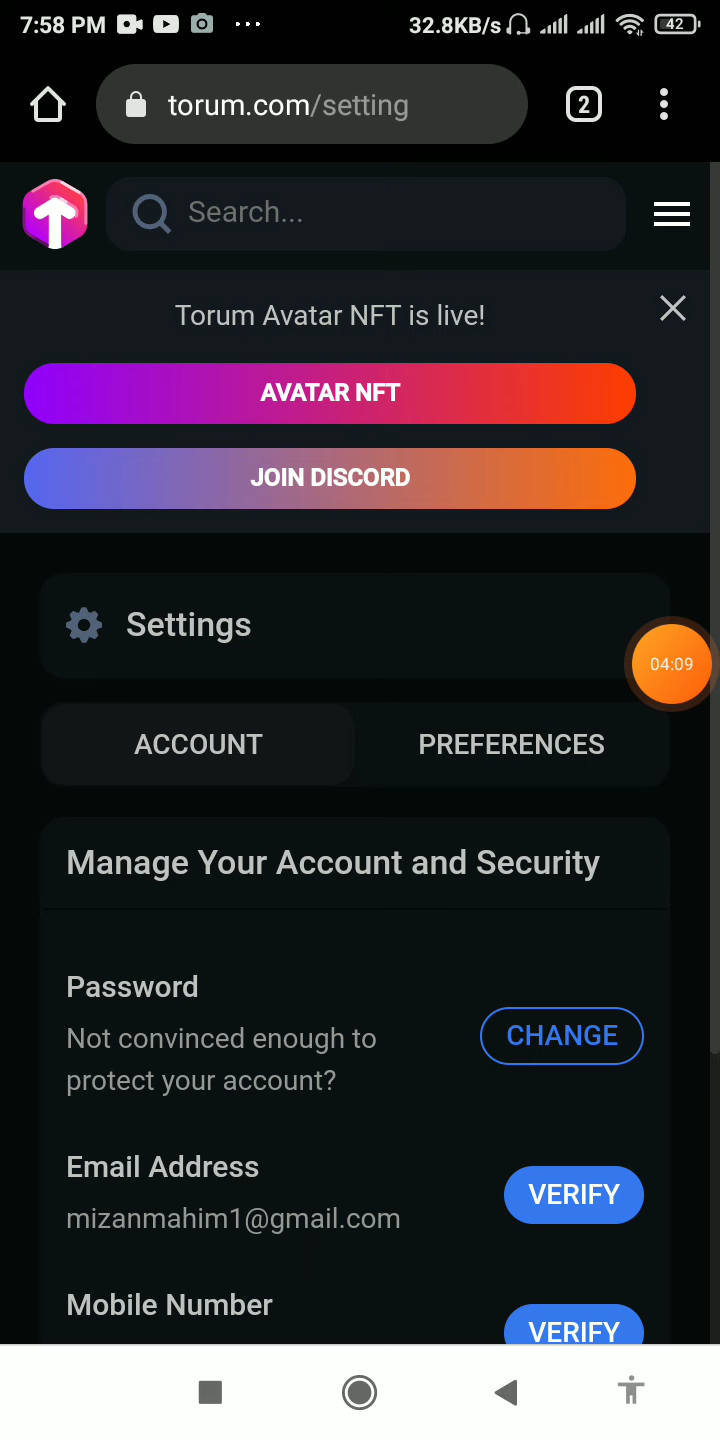 7:58 PM 32.8KB/s 42
torum.com/setting 2
Search...
Torum Avatar NFT is live!
AVATAR NFT
JOIN DISCORD
Settings
04:09
ACCOUNT PREFERENCES
Manage Your Account and Security
Password
Not convinced enough to
protect your account?
CHANGE
Email Address
mizanmahim1@gmail.com
VERIFY
Mobile Number
VERIFY